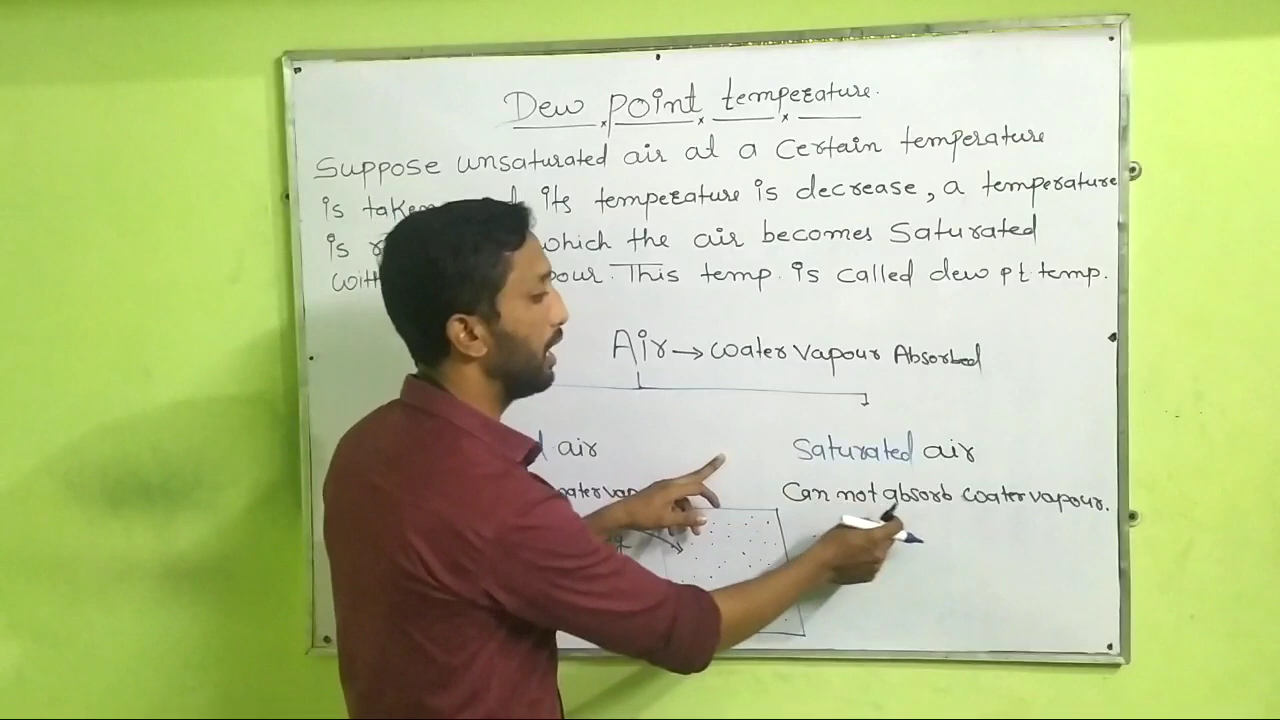 Dew point temperature.
Suppose unsaturated air at a certain temperature
is taken its temperature is decrease, a temperature
is which the air becomes Saturated
with This temp. is called dew pt. temp.
Air → water vapour Absorbed
air Saturated air
Can not absorb water vapour.